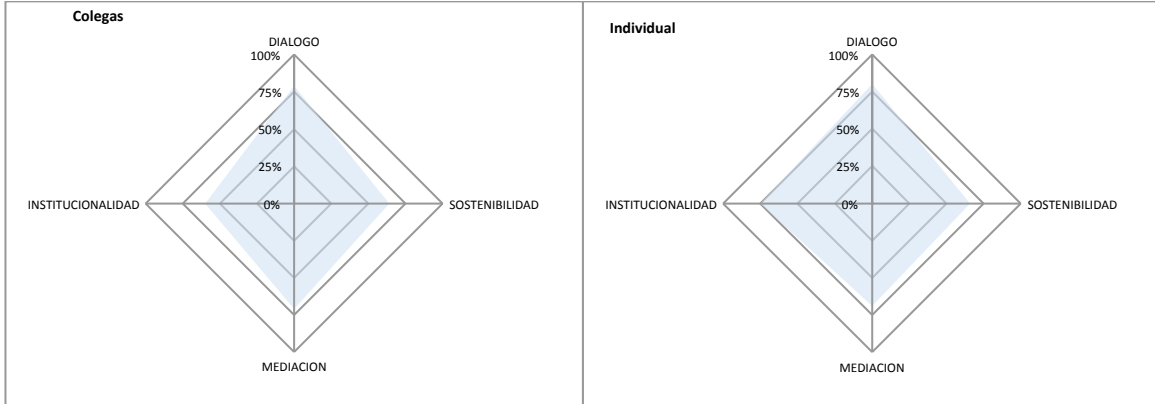 Colegas
DIALOGO
100%
75%
50%
25%
0%
INSTITUCIONALIDAD
SOSTENIBILIDAD
MEDIACION
Individual
DIALOGO
100%
75%
50%
25%
0%
INSTITUCIONALIDAD
SOSTENIBILIDAD
MEDIACION